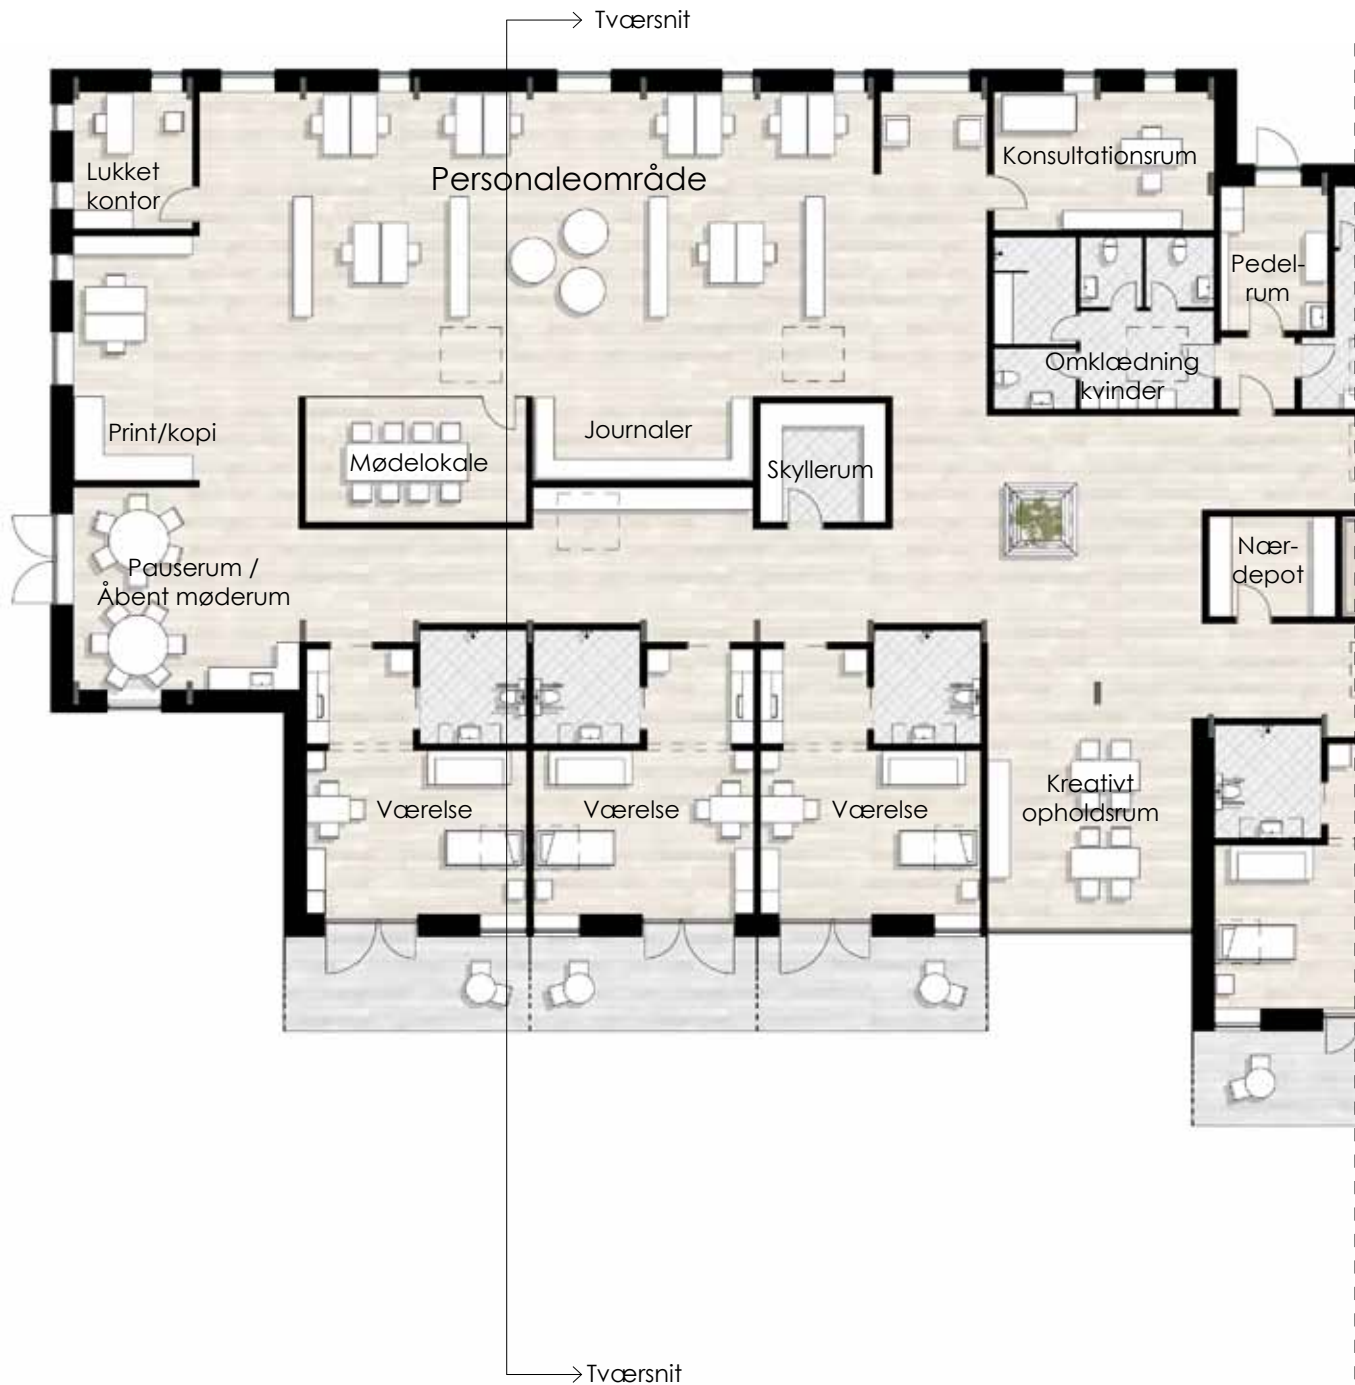 Tværsnit
Lukket
kontor
Personaleområde
Konsultationsrum
Pedel-
rum
Omklædning
kvinder
Print/kopi
Mødelokale
Journaler
Skyllerum
Pauserum /
Åbent møderum
Nær-
depot
Værelse
Værelse
Værelse
Kreativt
opholdsrum
Tværsnit